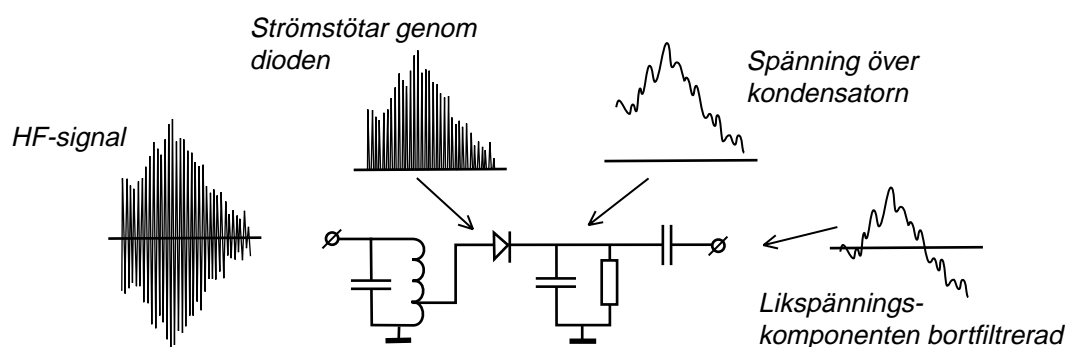 Strömstötar genom
dioden
Spänning över
kondensatorn
HF-signal
Likspännings-
komponenten bortfiltrerad